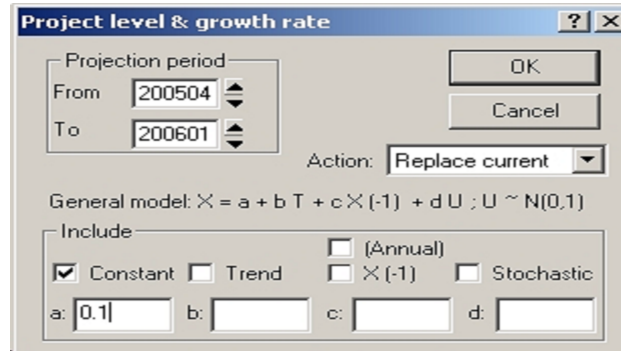 Project level & growth rate
Projection period
From 200504
To 200601
OK
Cancel
Action: Replace current
General model: X = a + b T + c X (-1) + d U ; U ~ N(0,1)
Include
(Annual)
Constant Trend X (-1) Stochastic
a: 0.1 b: c: d: